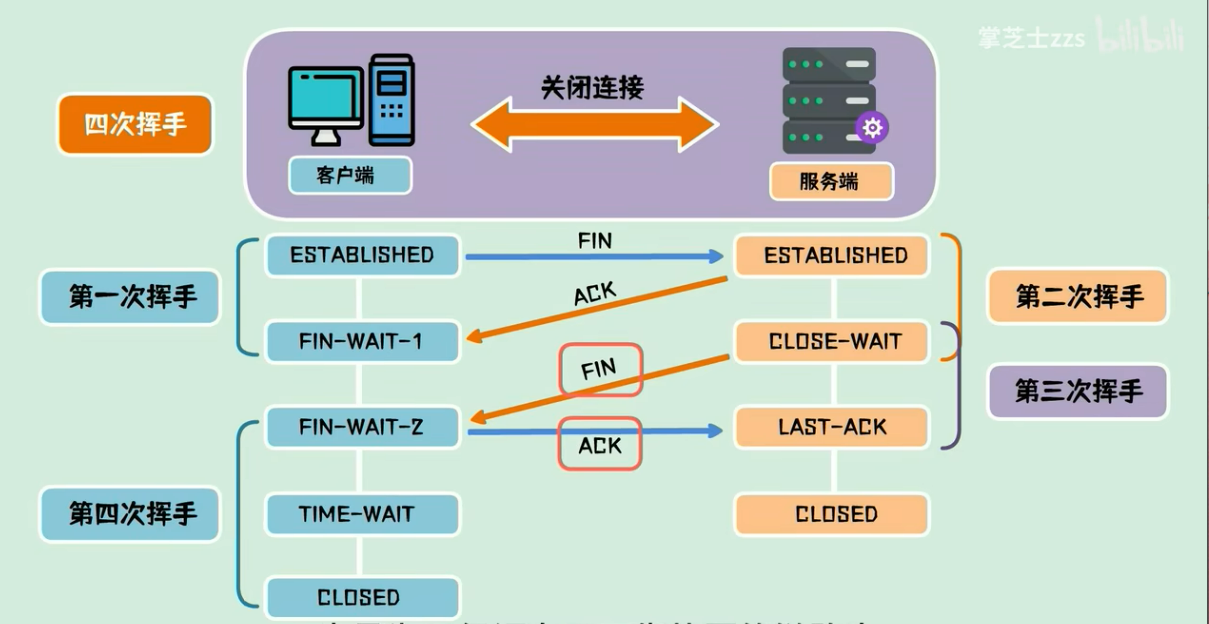 掌芝士zzs bilibili
四次挥手
关闭连接
客户端
服务端
ESTABLISHED
FIN
ESTABLISHED
第一次挥手
ACK
第二次挥手
FIN-WAIT-1
CLOSE-WAIT
FIN
第三次挥手
FIN-WAIT-2
LAST-ACK
ACK
第四次挥手
TIME-WAIT
CLOSED
CLOSED